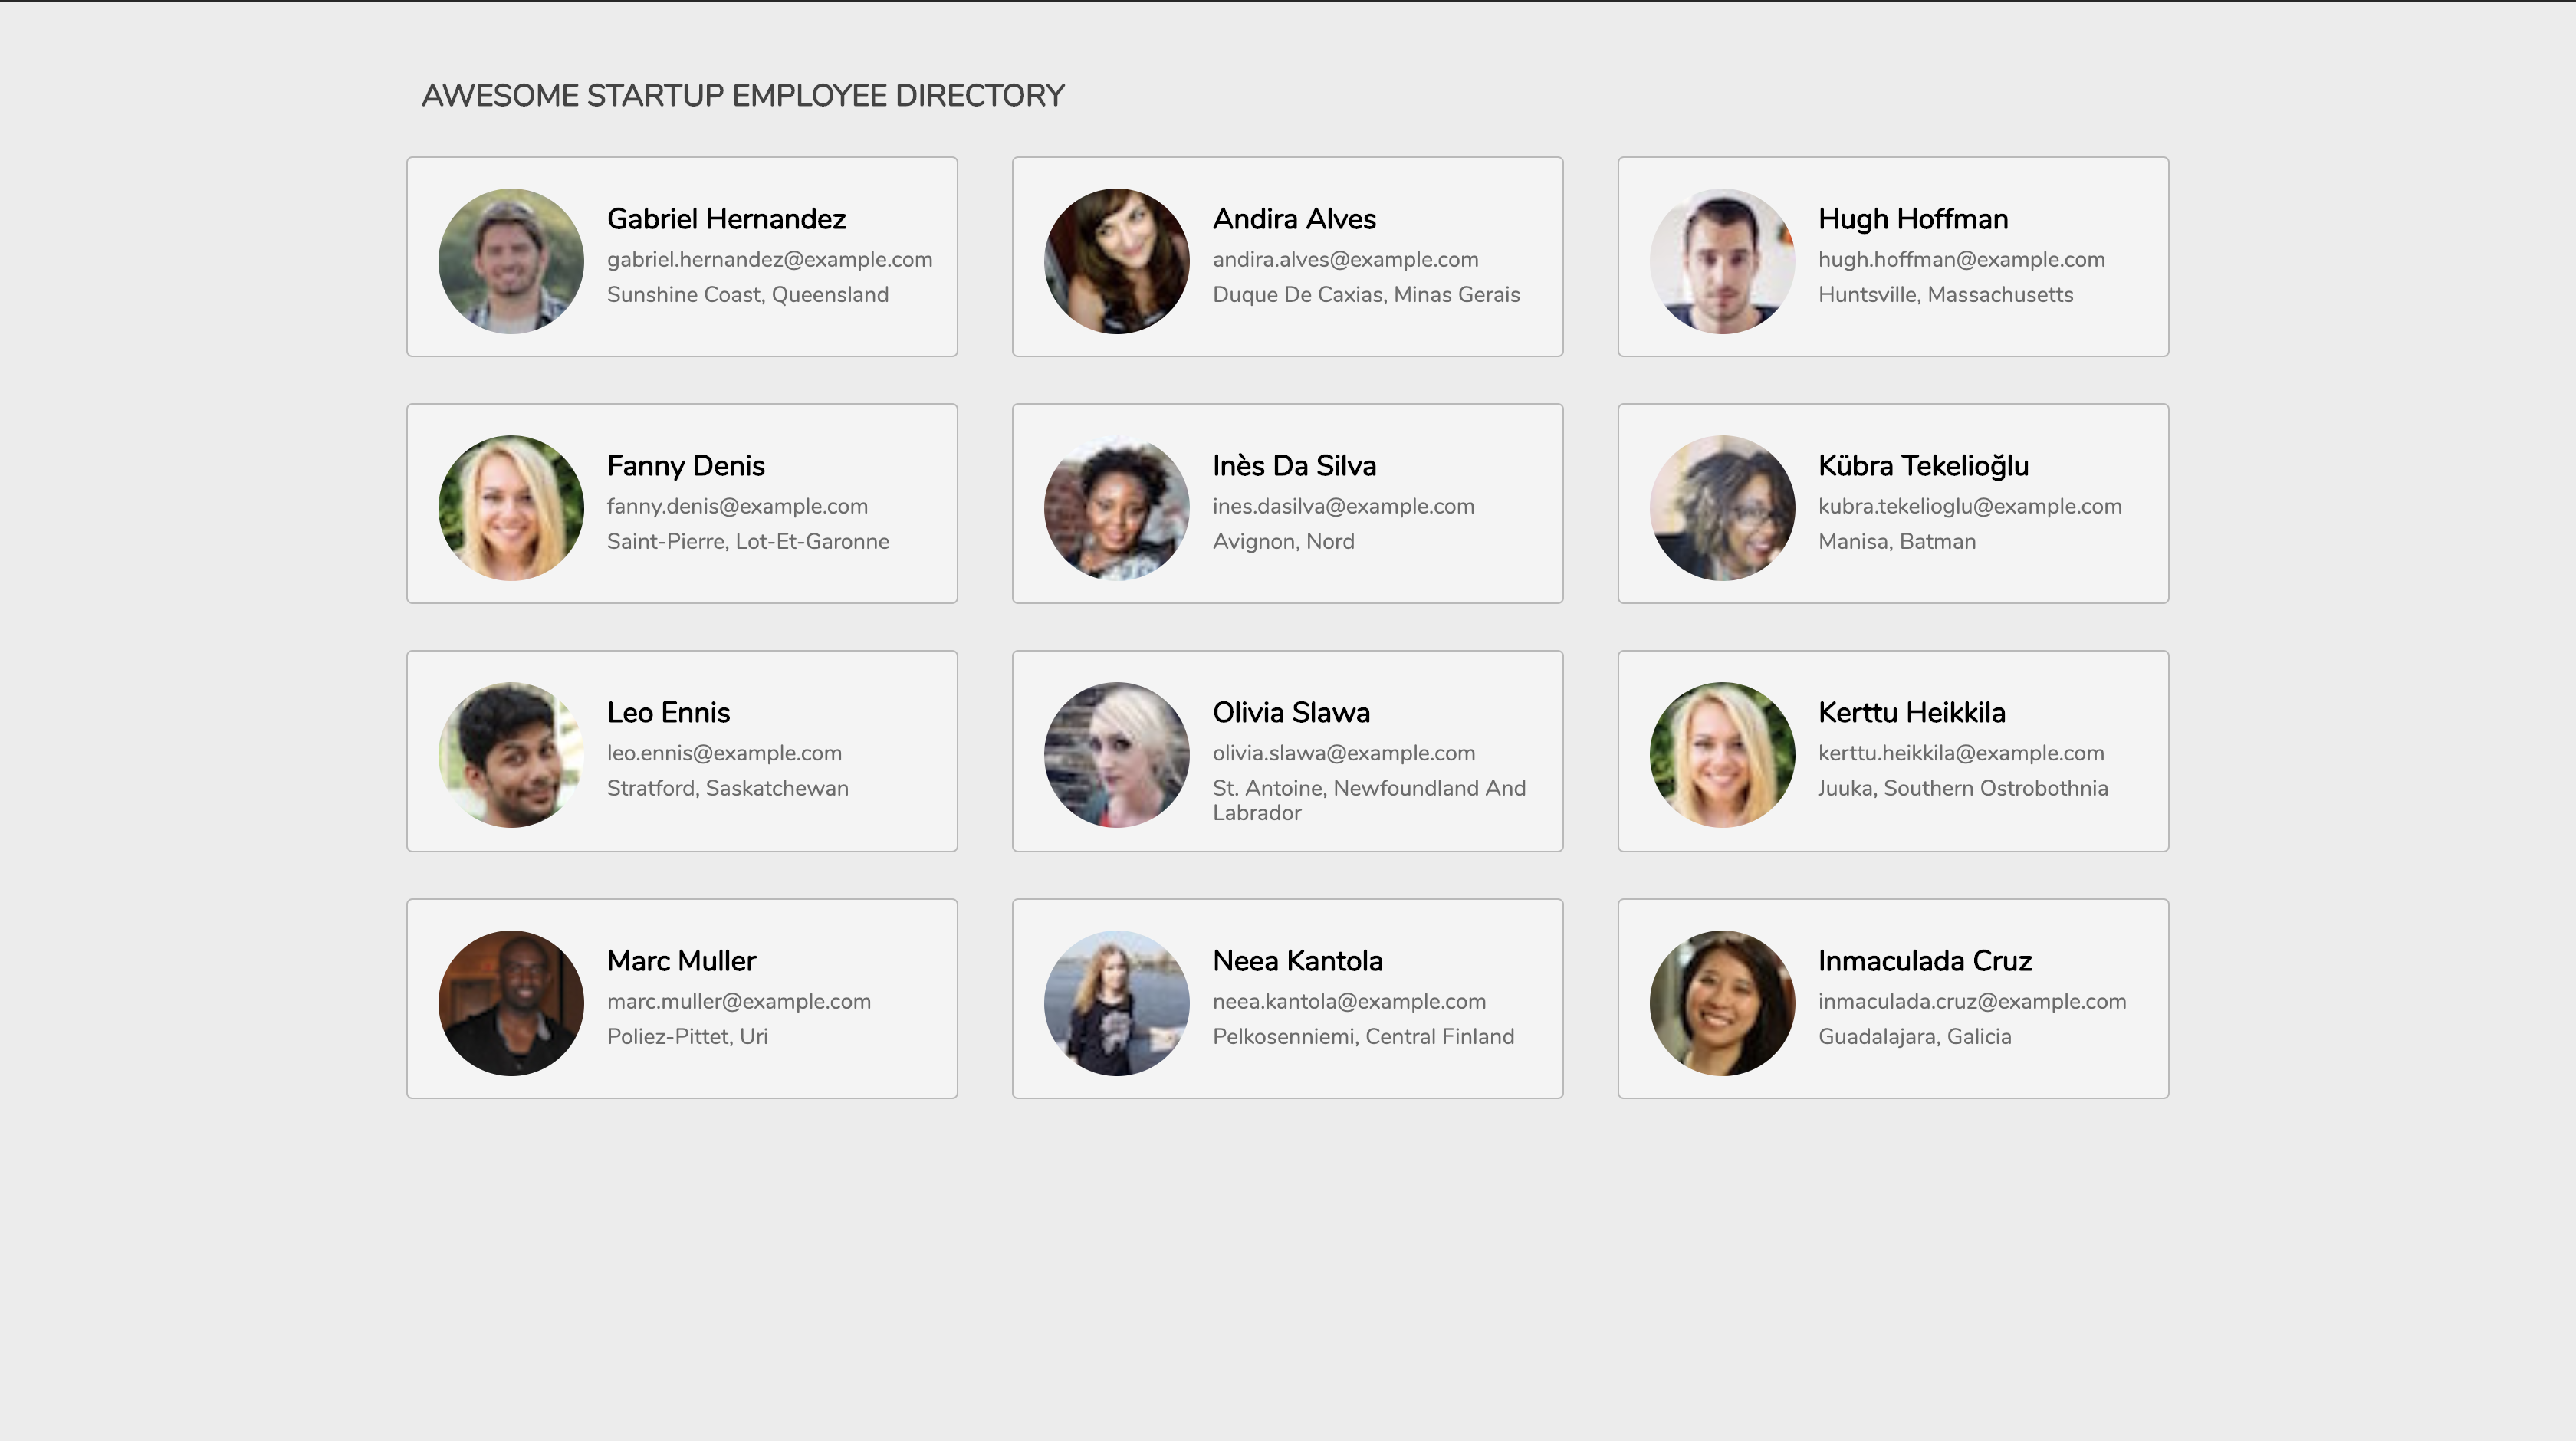 AWESOME STARTUP EMPLOYEE DIRECTORY
Gabriel Hernandez
gabriel.hernandez@example.com
Sunshine Coast, Queensland
Andira Alves
andira.alves@example.com
Duque De Caxias, Minas Gerais
Hugh Hoffman
hugh.hoffman@example.com
Huntsville, Massachusetts
Fanny Denis
fanny.denis@example.com
Saint-Pierre, Lot-Et-Garonne
Inès Da Silva
ines.dasilva@example.com
Avignon, Nord
Kübra Tekelioğlu
kubra.tekelioglu@example.com
Manisa, Batman
Leo Ennis
leo.ennis@example.com
Stratford, Saskatchewan
Olivia Slawa
olivia.slawa@example.com
St. Antoine, Newfoundland And
Labrador
Kerttu Heikkila
kerttu.heikkila@example.com
Juuka, Southern Ostrobothnia
Marc Muller
marc.muller@example.com
Poliez-Pittet, Uri
Neea Kantola
neea.kantola@example.com
Pelkosenniemi, Central Finland
Inmaculada Cruz
inmaculada.cruz@example.com
Guadalajara, Galicia